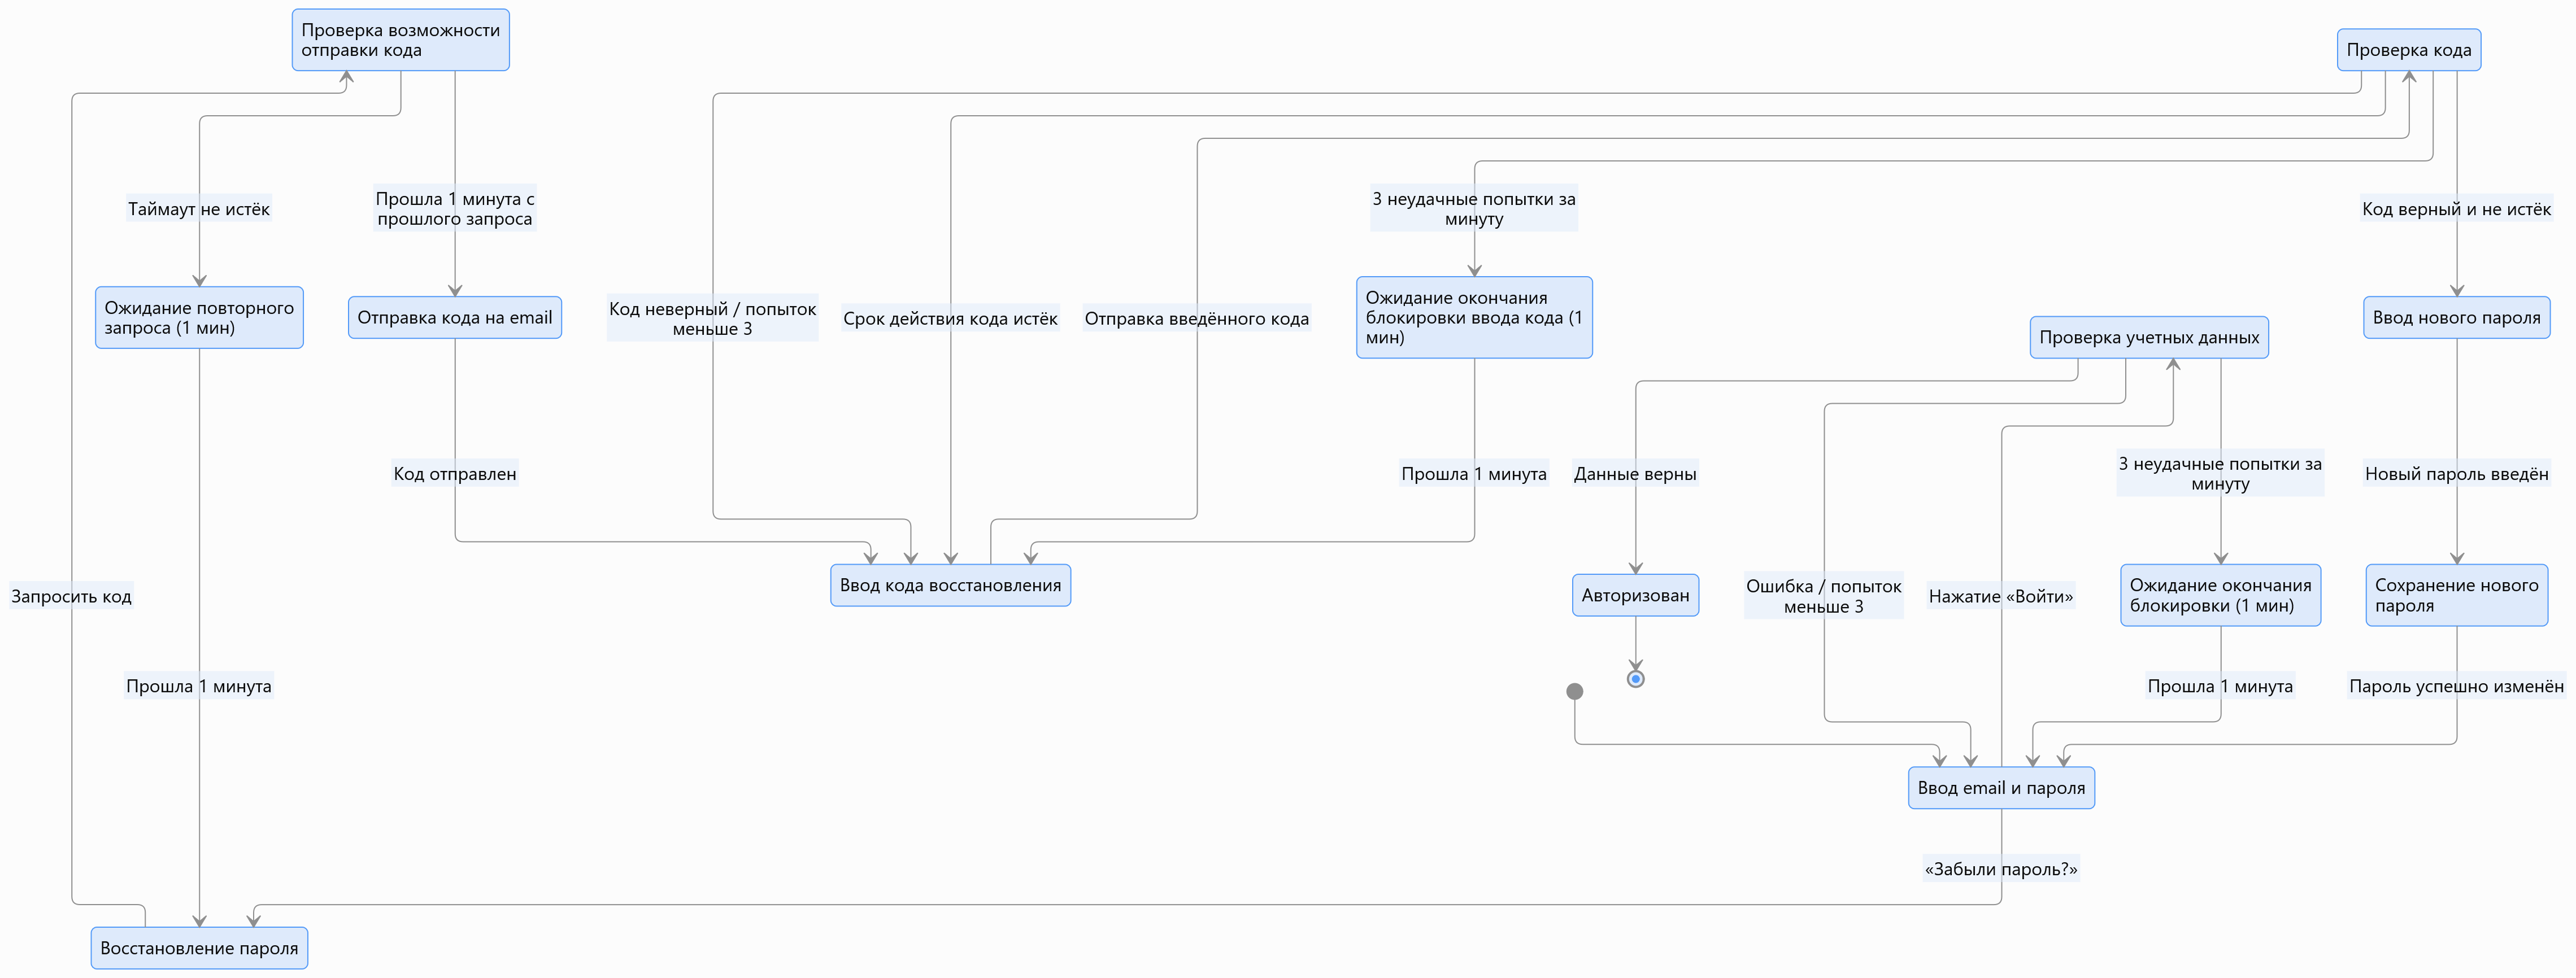 Проверка возможности
отправки кода
Проверка кода
Таймаут не истёк
Прошла 1 минута с
прошлого запроса
3 неудачные попытки за
минуту
Код верный и не истёк
Ожидание повторного
запроса (1 мин)
Отправка кода на email
Код неверный / попыток
меньше 3
Срок действия кода истёк
Отправка введённого кода
Ожидание окончания
блокировки ввода кода (1
мин)
Проверка учетных данных
Ввод нового пароля
Код отправлен
Прошла 1 минута
Данные верны
3 неудачные попытки за
минуту
Новый пароль введён
Запросить код
Ввод кода восстановления
Авторизован
Ошибка / попыток
меньше 3
Нажатие «Войти»
Ожидание окончания
блокировки (1 мин)
Сохранение нового
пароля
Прошла 1 минута
Прошла 1 минута
Пароль успешно изменён
Ввод email и пароля
«Забыли пароль?»
Восстановление пароля